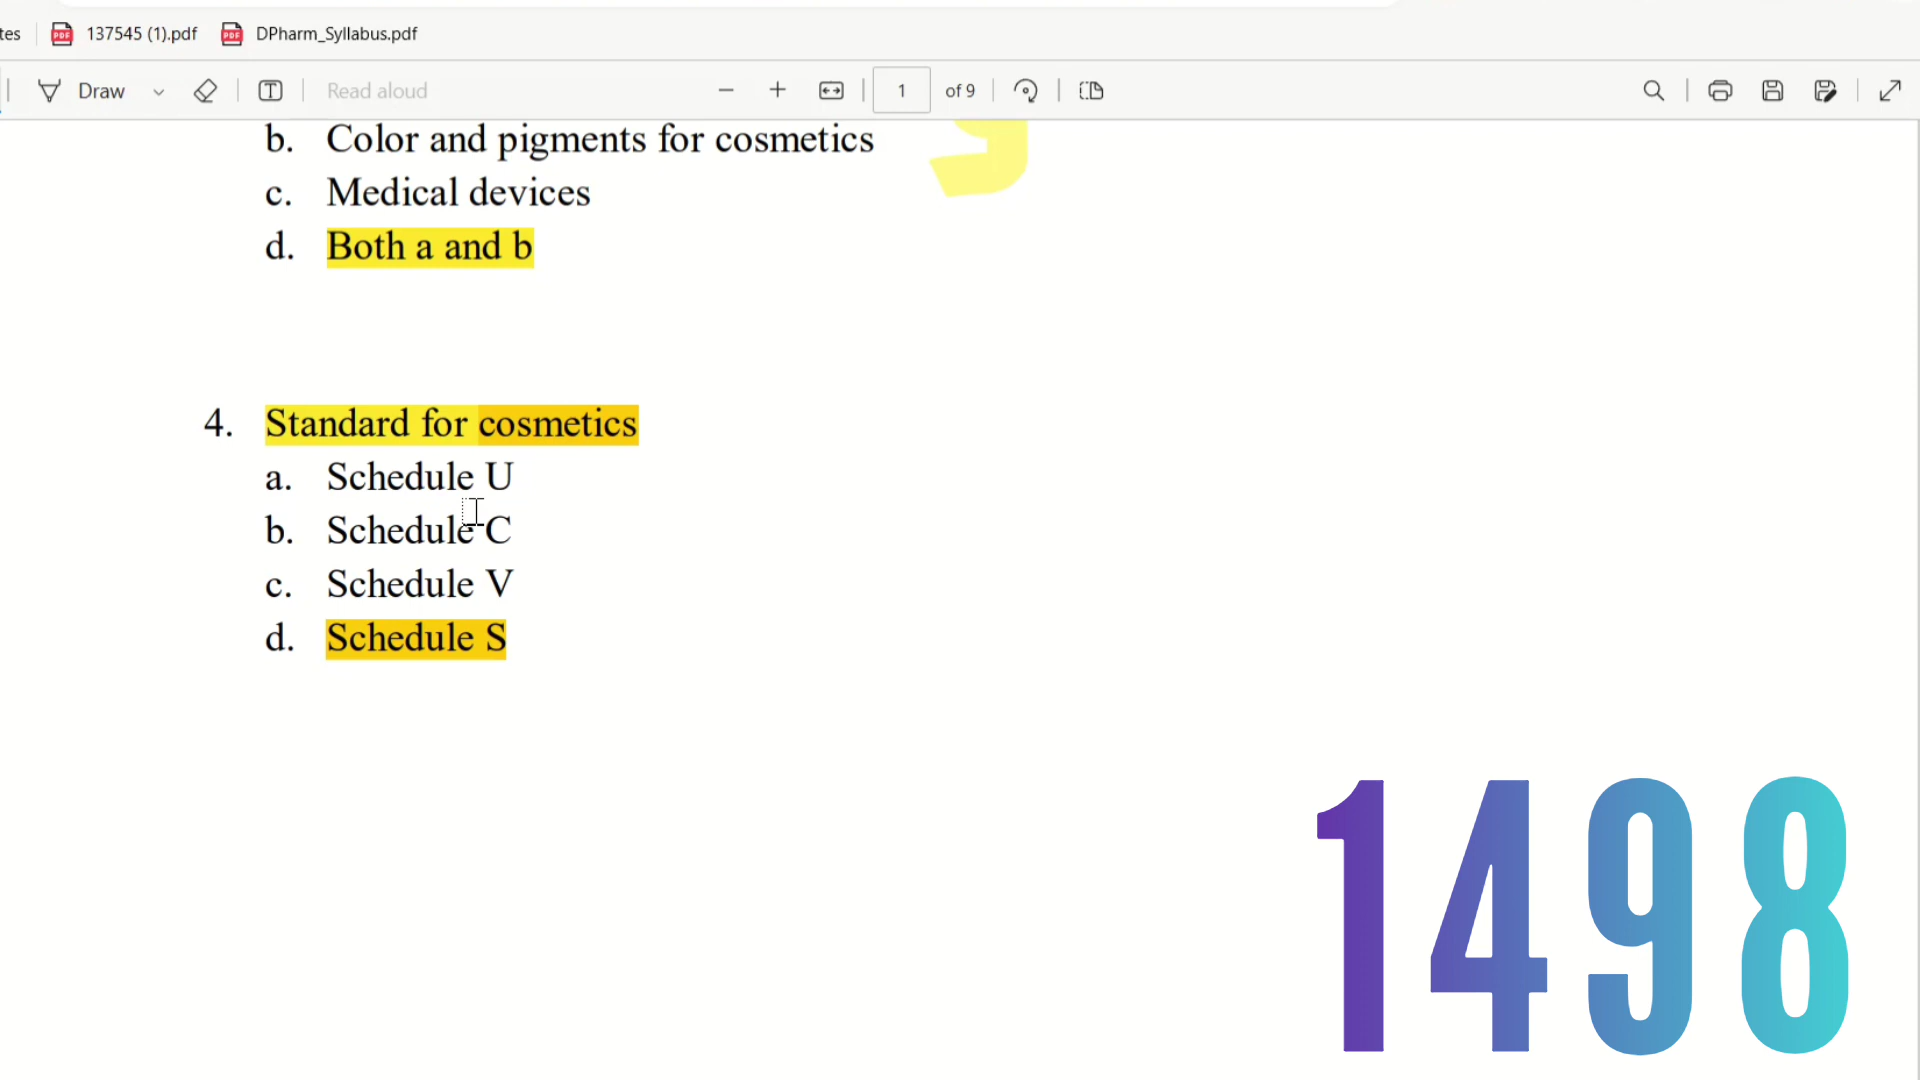 tes 137545 (1).pdf DPharm_Syllabus.pdf
Draw Read aloud 1 of 9
b. Color and pigments for cosmetics
c. Medical devices
d. Both a and b
4. Standard for cosmetics
a. Schedule U
b. Schedule C
c. Schedule V
d. Schedule S
1498